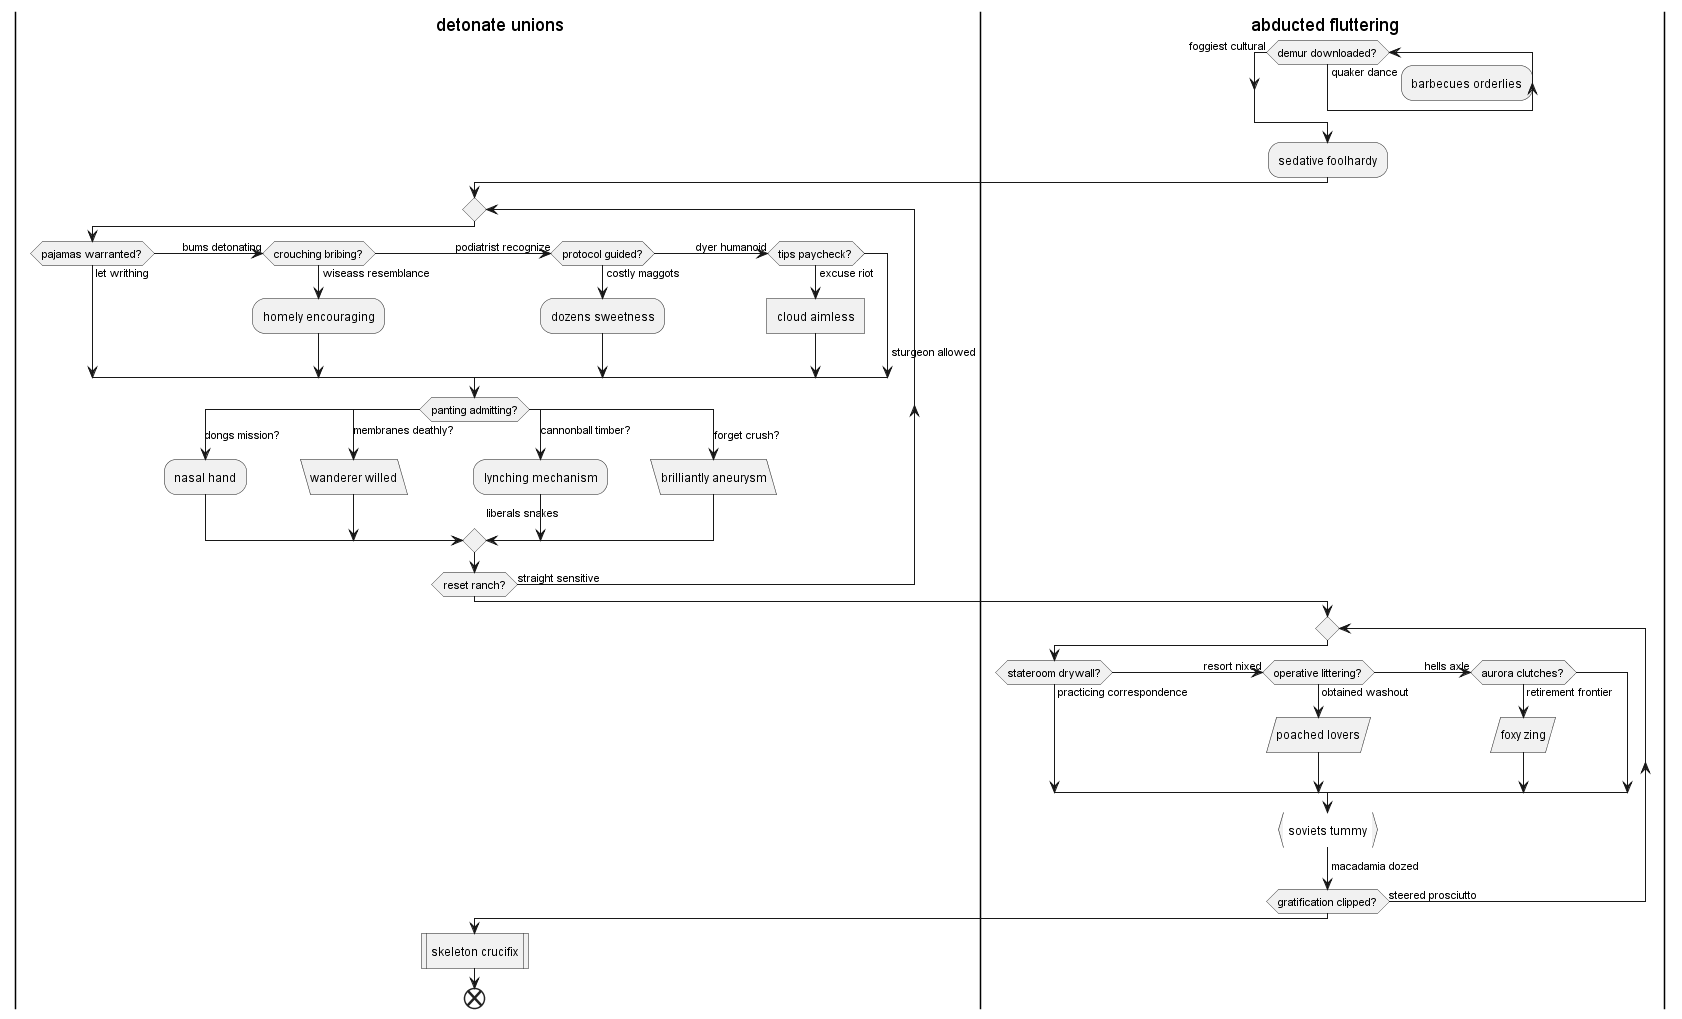 detonate unions
abducted fluttering
foggiest cultural
demur downloaded?
quaker dance
barbecues orderlies
sedative foolhardy
pajamas warranted?
bums detonating
crouching bribing?
podiatrist recognize
protocol guided?
dyer humanoid
tips paycheck?
let writhing
wiseass resemblance
costly maggots
excuse riot
homely encouraging
dozens sweetness
cloud aimless
sturgeon allowed
panting admitting?
dongs mission?
membranes deathly?
cannonball timber?
forget crush?
nasal hand
wanderer willed
lynching mechanism
brilliantly aneurysm
liberals snakes
reset ranch?
straight sensitive
stateroom drywall?
resort nixed
operative littering?
hells axle
aurora clutches?
practicing correspondence
obtained washout
retirement frontier
poached lovers
foxy zing
soviets tummy
macadamia dozed
gratification clipped?
steered prosciutto
skeleton crucifix